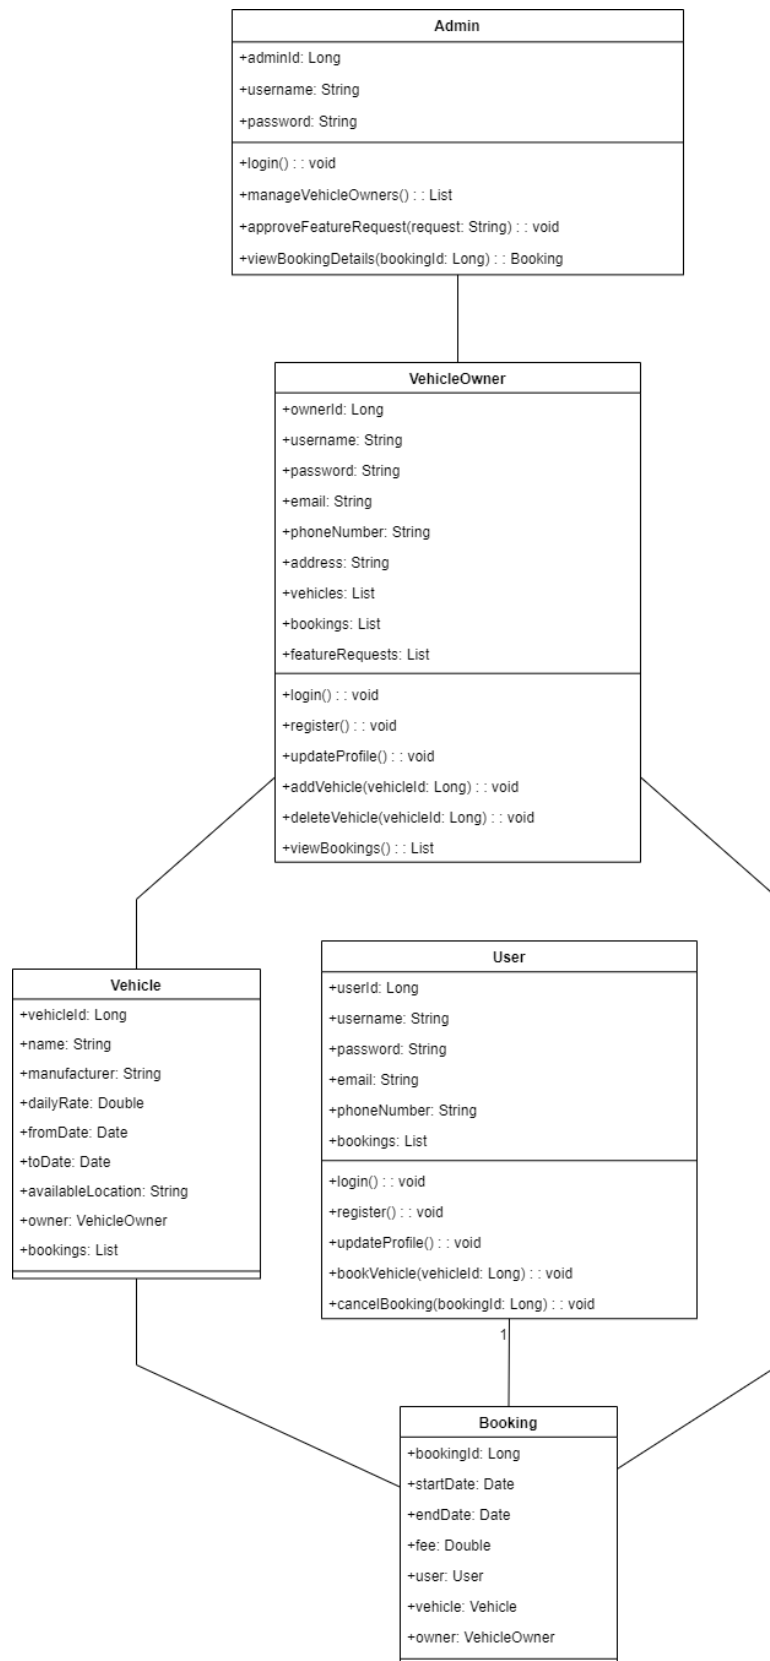 Admin
+adminId: Long
+username: String
+password: String
+login() : : void
+manageVehicleOwners() : : List
+approveFeatureRequest(request: String) : : void
+viewBookingDetails(bookingId: Long) : : Booking
VehicleOwner
+ownerId: Long
+username: String
+password: String
+email: String
+phoneNumber: String
+address: String
+vehicles: List
+bookings: List
+featureRequests: List
+login() : : void
+register() : : void
+updateProfile() : : void
+addVehicle(vehicleId: Long) : : void
+deleteVehicle(vehicleId: Long) : : void
+viewBookings() : : List
Vehicle
+vehicleId: Long
+name: String
+manufacturer: String
+dailyRate: Double
+fromDate: Date
+toDate: Date
+availableLocation: String
+owner: VehicleOwner
+bookings: List
User
+userId: Long
+username: String
+password: String
+email: String
+phoneNumber: String
+bookings: List
+login() : : void
+register() : : void
+updateProfile() : : void
+bookVehicle(vehicleId: Long) : : void
+cancelBooking(bookingId: Long) : : void
1
Booking
+bookingId: Long
+startDate: Date
+endDate: Date
+fee: Double
+user: User
+vehicle: Vehicle
+owner: VehicleOwner